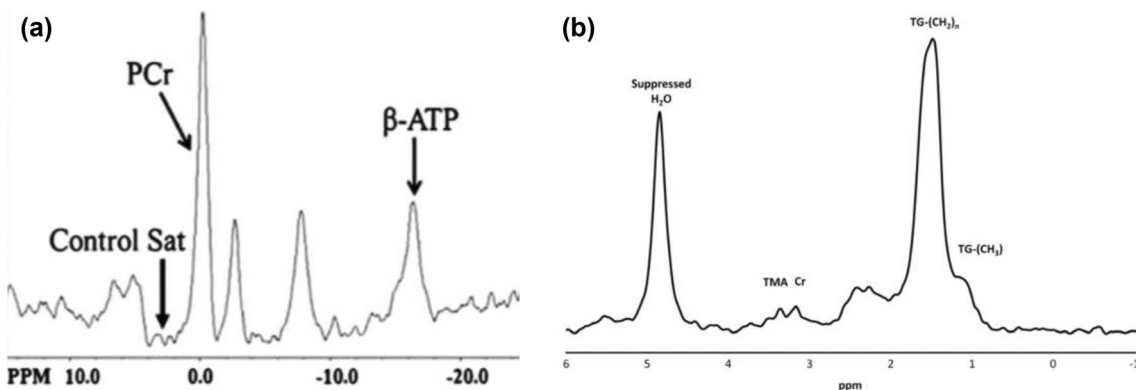 (a)
PCr
β-ATP
Control Sat
PPM 10.0 0.0 -10.0 -20.0
(b)
TG-(CH₂)ₙ
Suppressed
H₂O
TG-(CH₃)
TMA Cr
6 5 4 3 2 1 0 -1
ppm